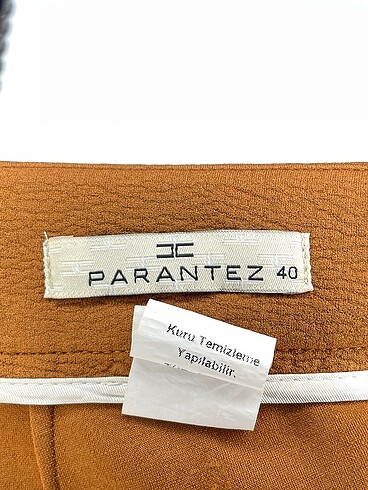 PARANTEZ 40
Kuru Temizleme
Yapılabilir.